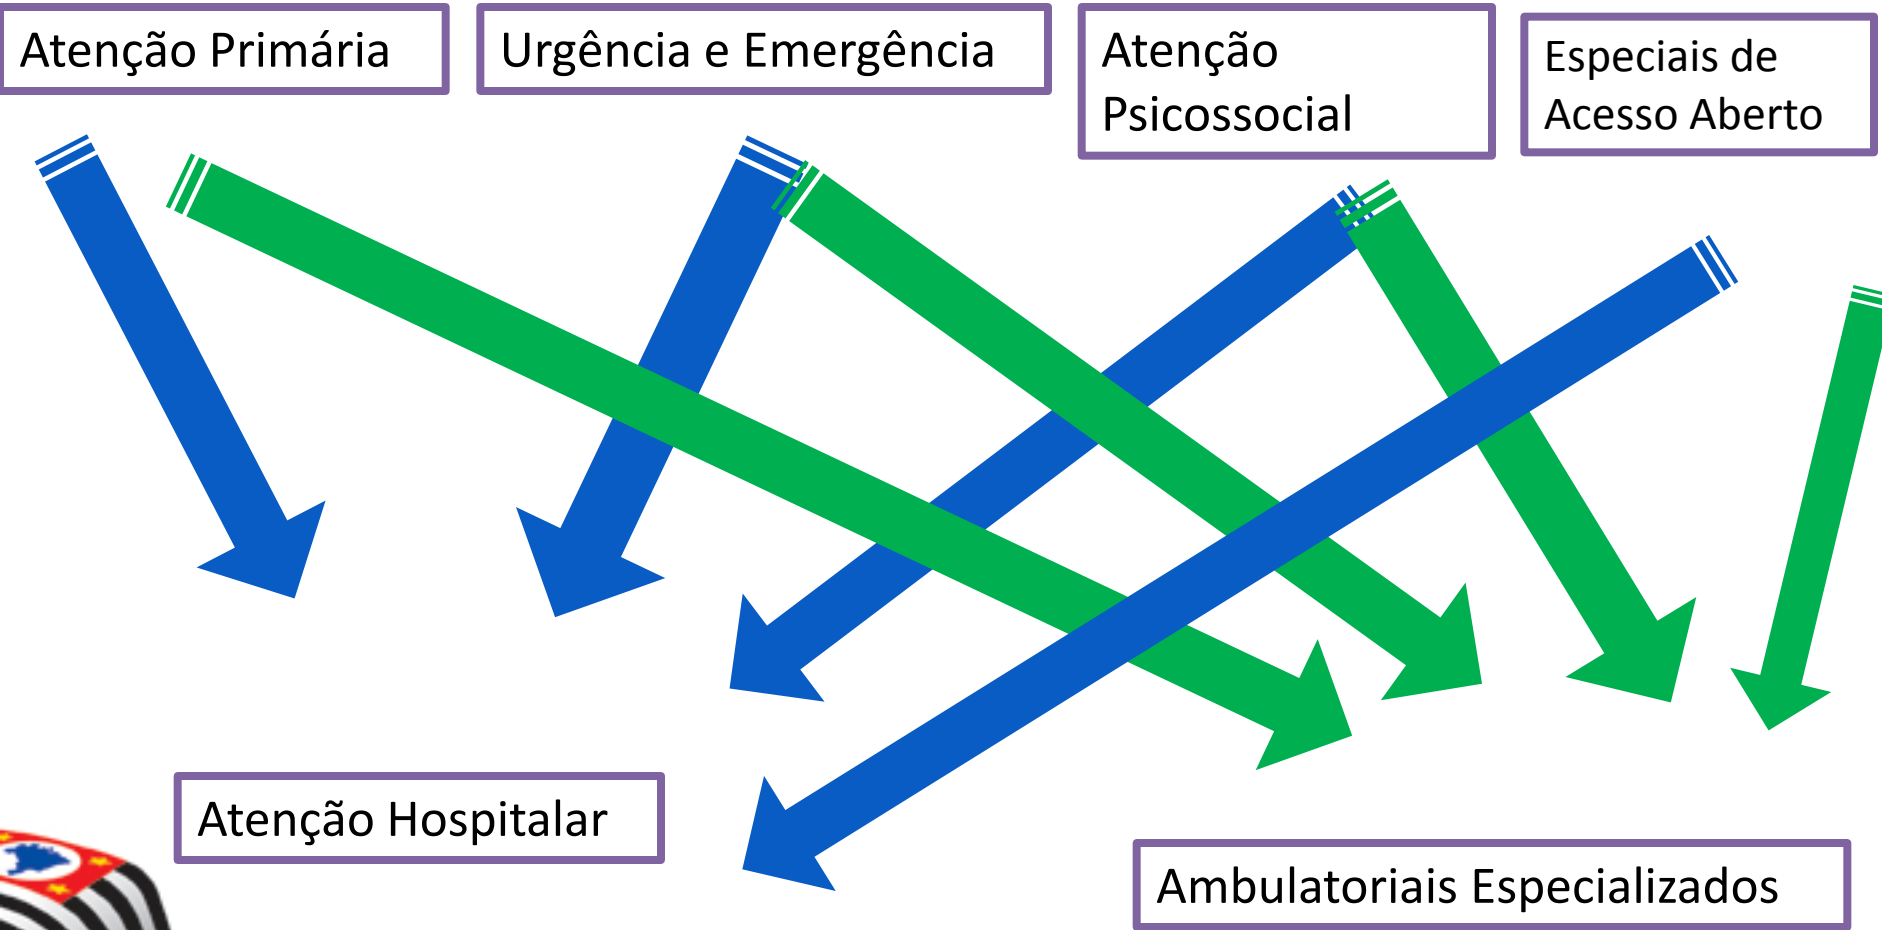 Atenção Primária
Urgência e Emergência
Atenção
Psicossocial
Especiais de
Acesso Aberto
Atenção Hospitalar
Ambulatoriais Especializados